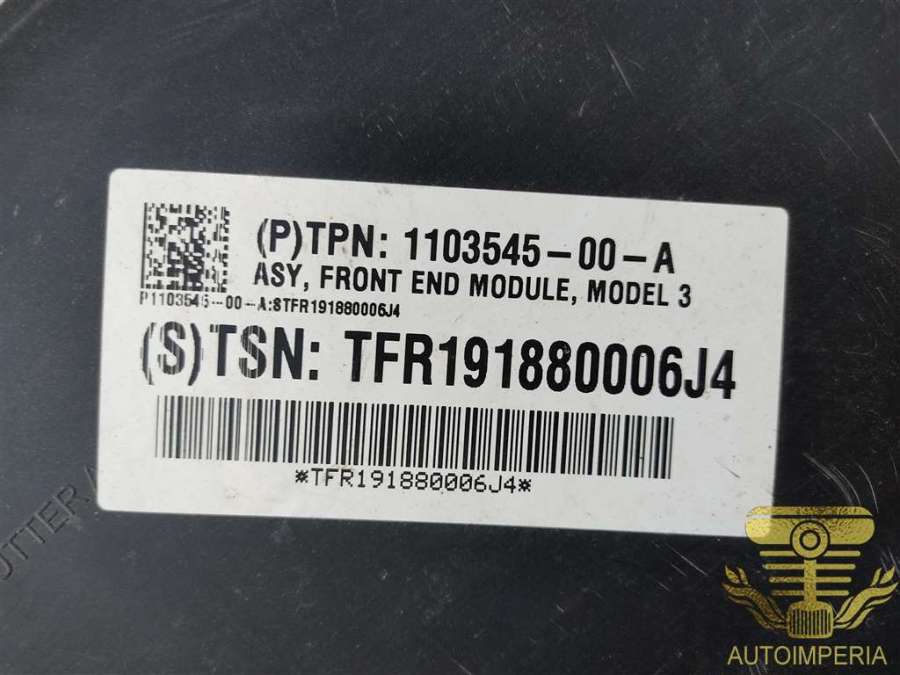 (P)TPN: 1103545-00-A
ASY, FRONT END MODULE, MODEL 3
P1103545-00-A:STFR191880006J4
(S)TSN: TFR191880006J4
*TFR191880006J4*
AUTOIMPERIA